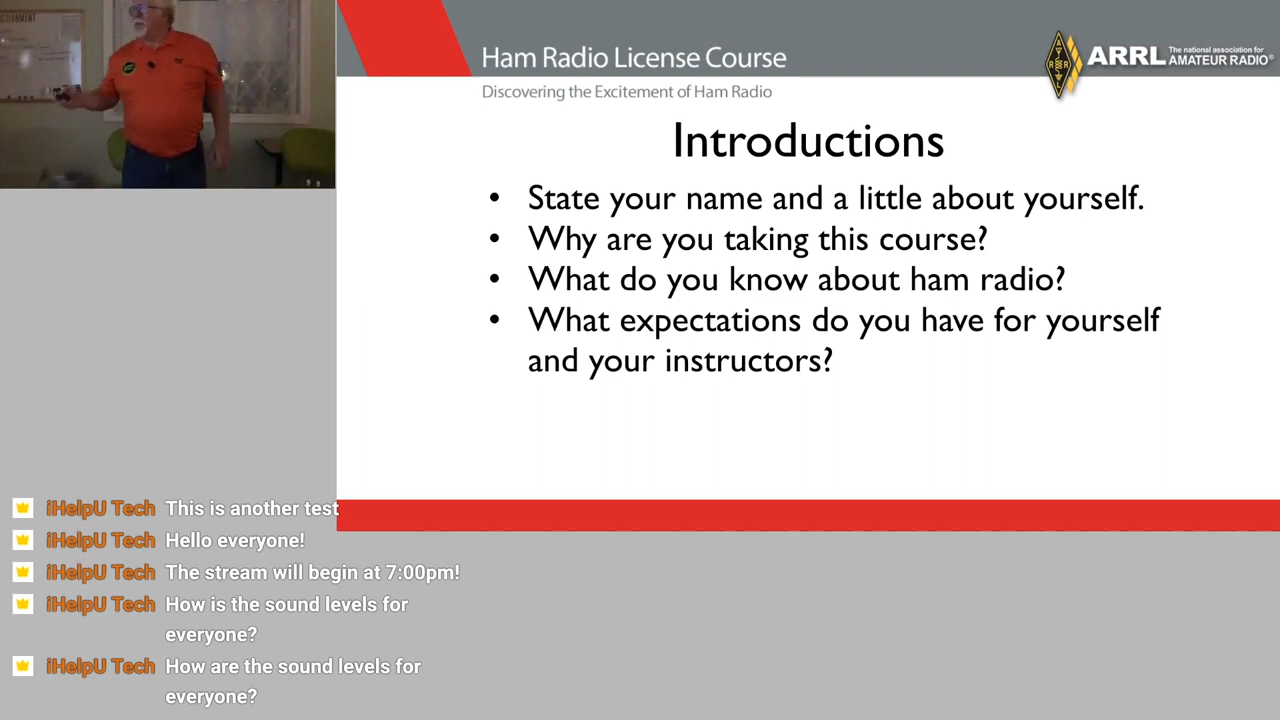 SSIGNMENT
Ham Radio License Course
Discovering the Excitement of Ham Radio
ARRL The national association for
AMATEUR RADIO®
Introductions
• State your name and a little about yourself.
• Why are you taking this course?
• What do you know about ham radio?
• What expectations do you have for yourself
and your instructors?
iHelpU Tech This is another test
iHelpU Tech Hello everyone!
iHelpU Tech The stream will begin at 7:00pm!
iHelpU Tech How is the sound levels for
everyone?
iHelpU Tech How are the sound levels for
everyone?